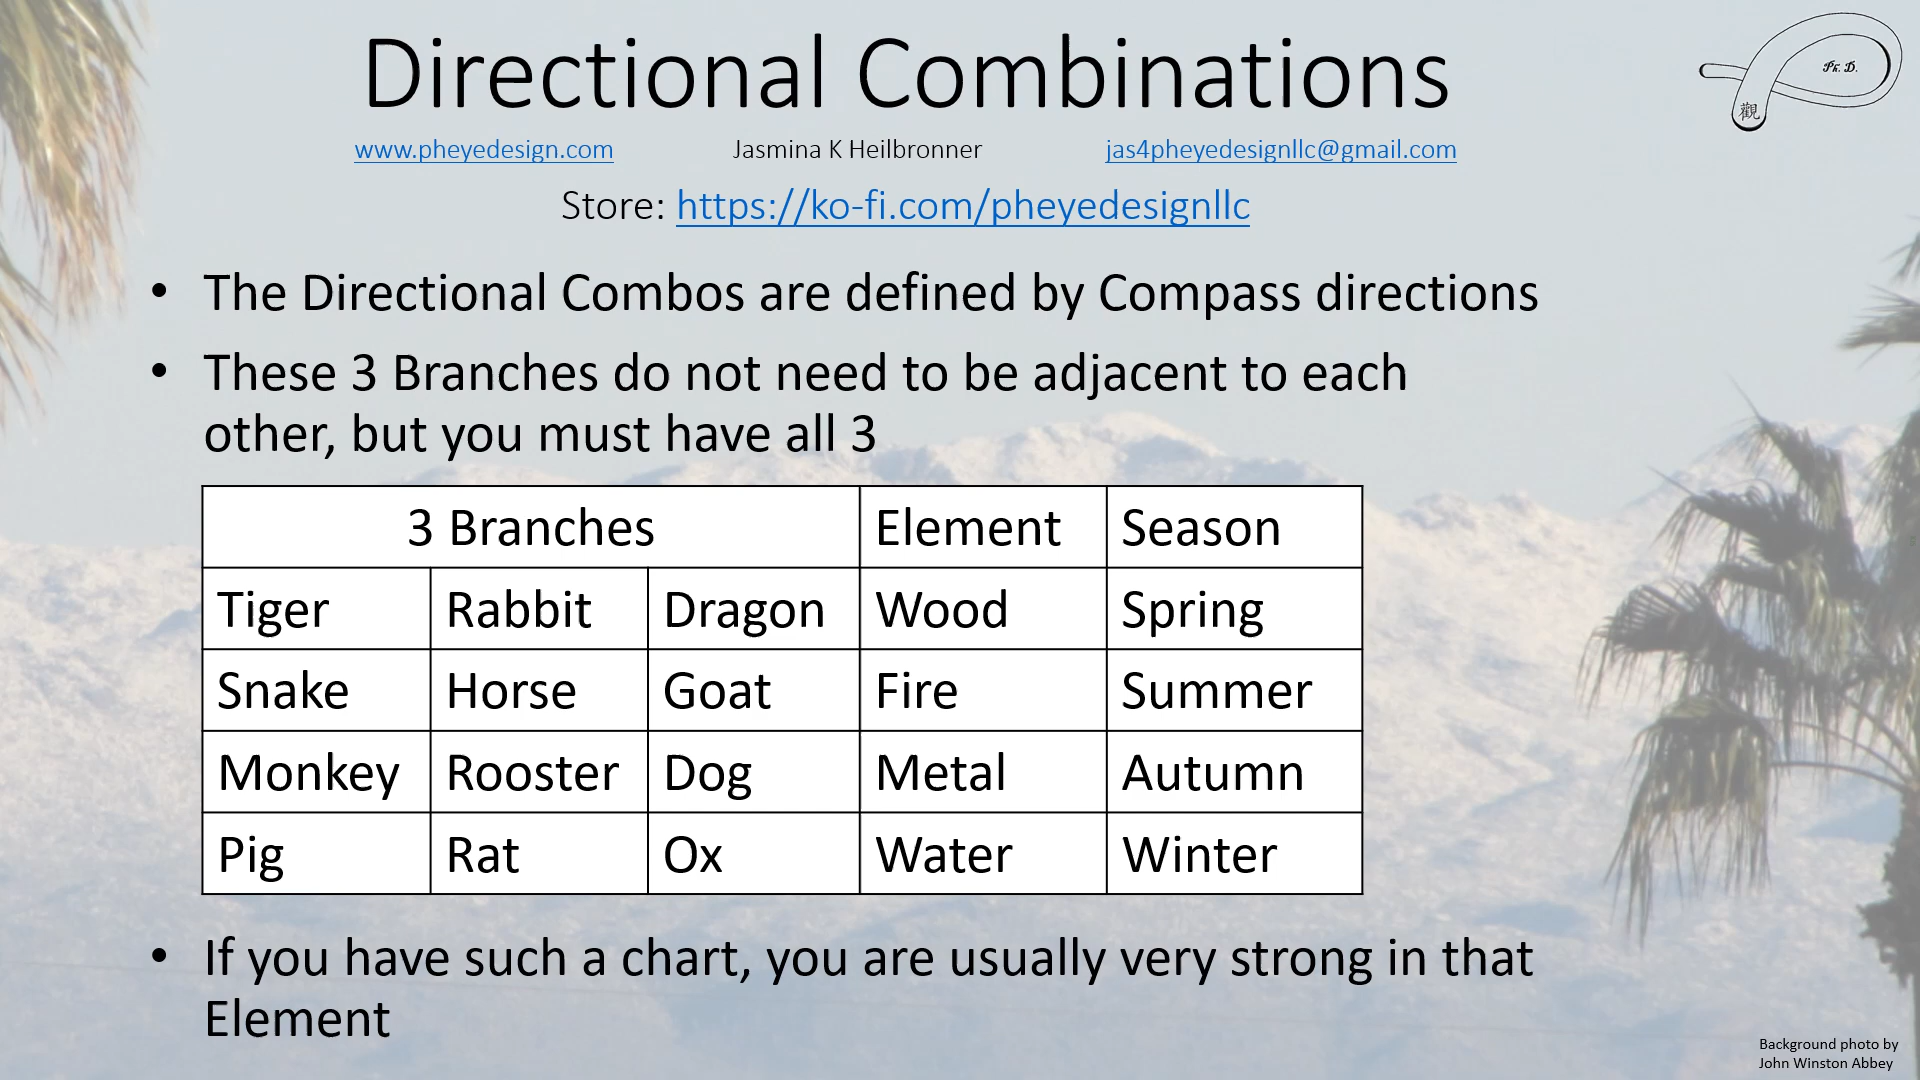 Directional Combinations
Ph.D.
觀
www.pheyedesign.com Jasmina K Heilbronner jas4pheyedesignllc@gmail.com
Store: https://ko-fi.com/pheyedesignllc
• The Directional Combos are defined by Compass directions
• These 3 Branches do not need to be adjacent to each
other, but you must have all 3
3 Branches Element Season
Tiger Rabbit Dragon Wood Spring
Snake Horse Goat Fire Summer
Monkey Rooster Dog Metal Autumn
Pig Rat Ox Water Winter
• If you have such a chart, you are usually very strong in that
Element
Background photo by
John Winston Abbey